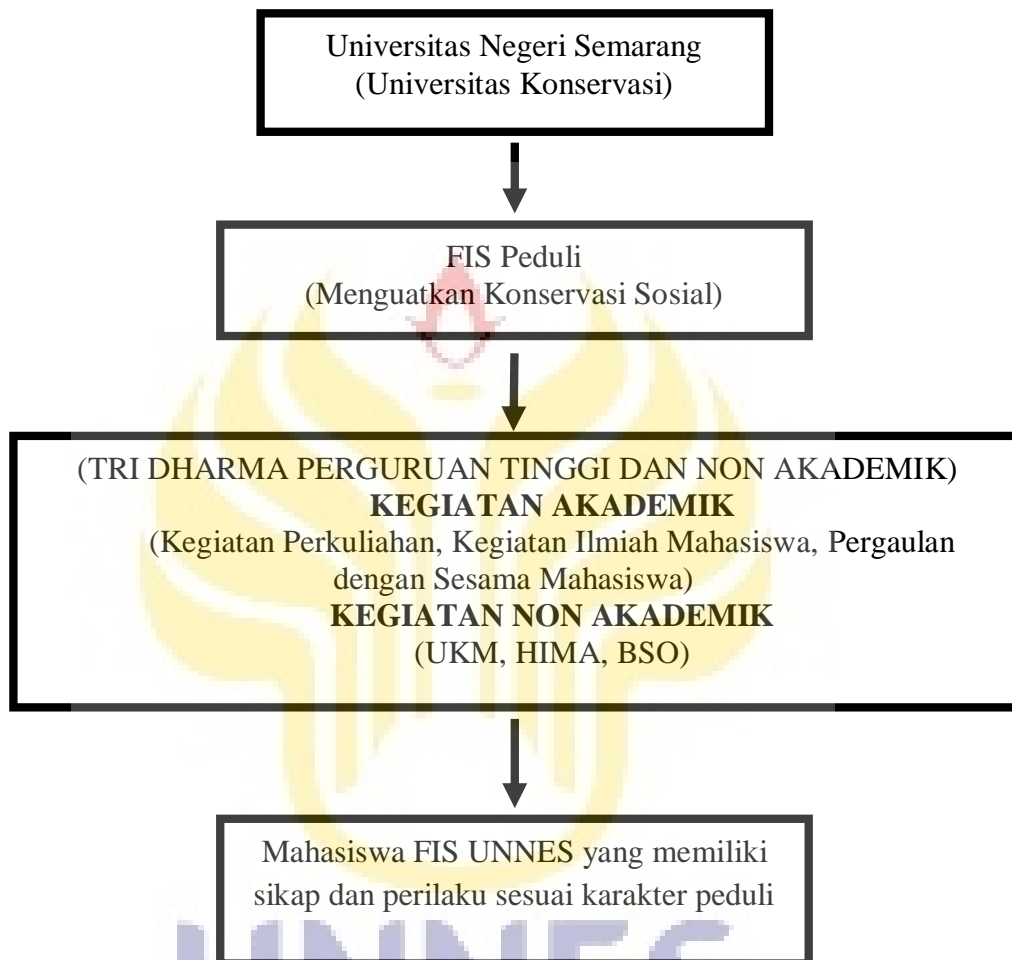 Universitas Negeri Semarang
(Universitas Konservasi)
FIS Peduli
(Menguatkan Konservasi Sosial)
(TRI DHARMA PERGURUAN TINGGI DAN NON AKADEMIK)
KEGIATAN AKADEMIK
(Kegiatan Perkuliahan, Kegiatan Ilmiah Mahasiswa, Pergaulan
dengan Sesama Mahasiswa)
KEGIATAN NON AKADEMIK
(UKM, HIMA, BSO)
Mahasiswa FIS UNNES yang memiliki
sikap dan perilaku sesuai karakter peduli
UNNES